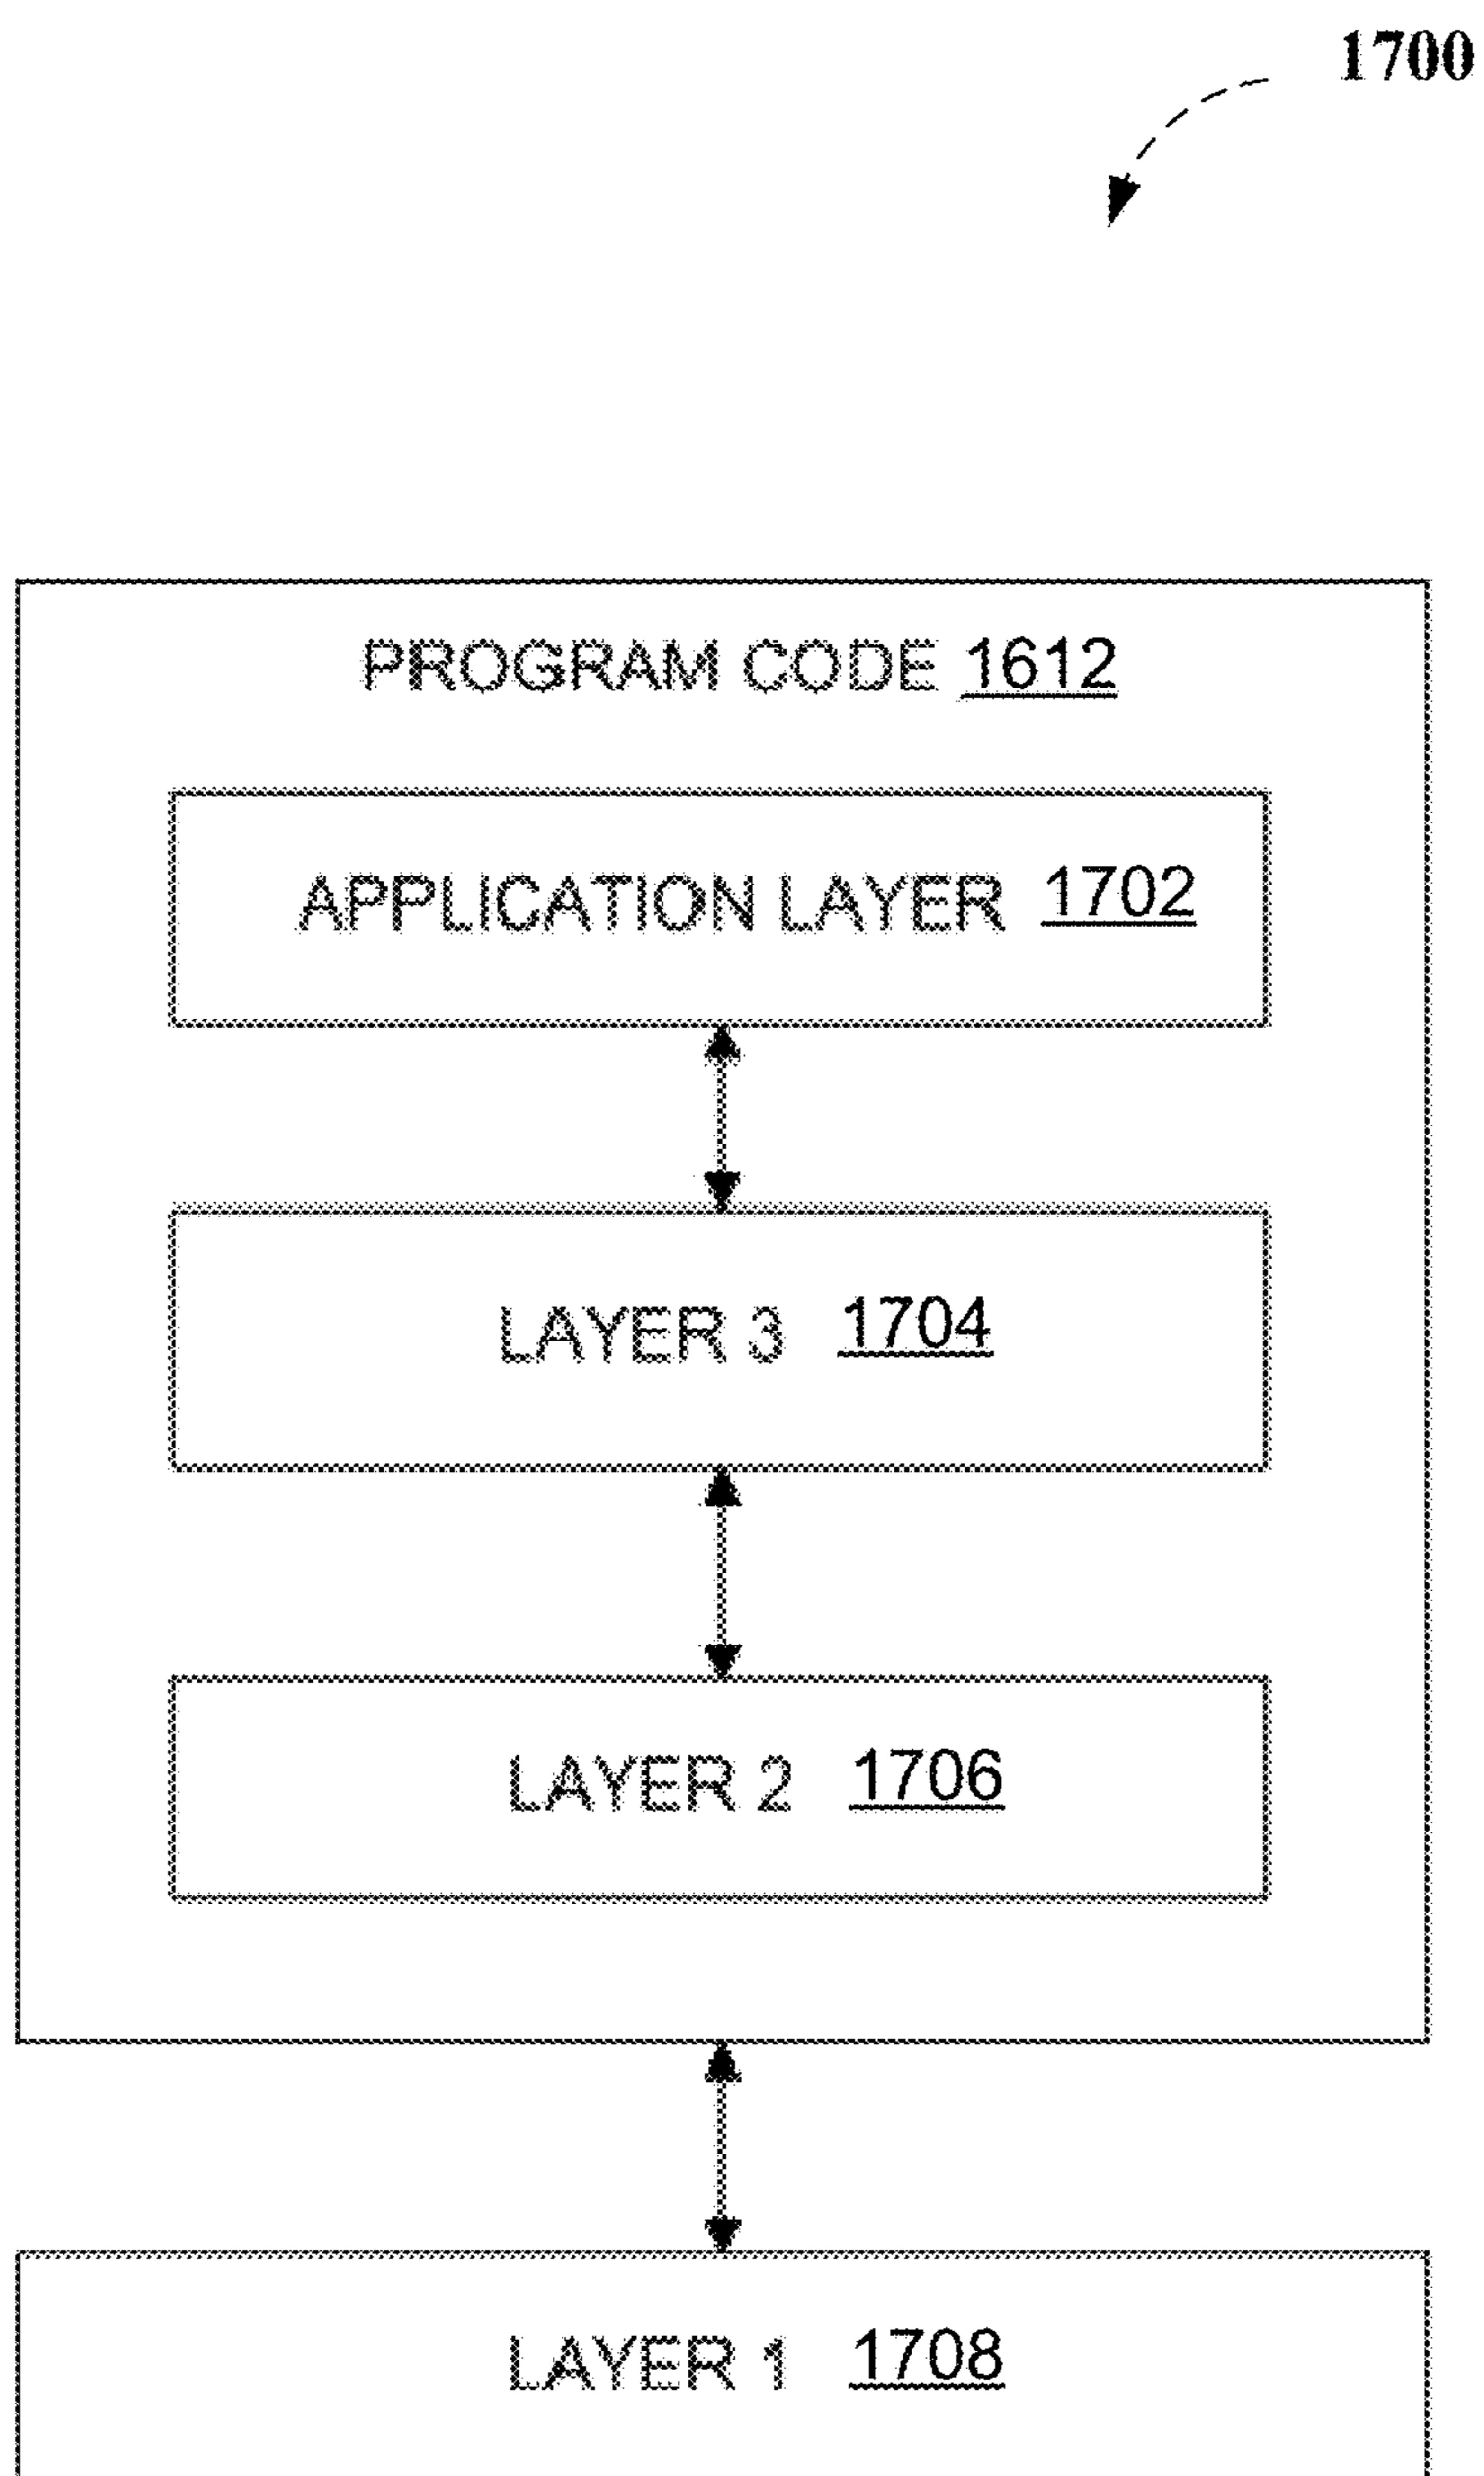 1700
PROGRAM CODE 1612
APPLICATION LAYER 1702
LAYER 3 1704
LAYER 2 1706
LAYER 1 1708